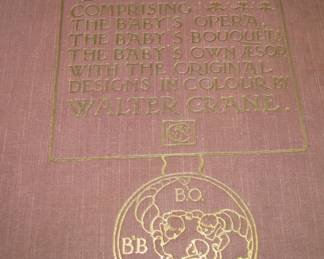 COMPRISING
THE BABY'S OPERA,
THE BABY'S BOUQUET,
THE BABY'S OWN ÆSOP
WITH THE ORIGINAL
DESIGNS IN COLOUR BY
WALTER CRANE.
B.O.
B'B